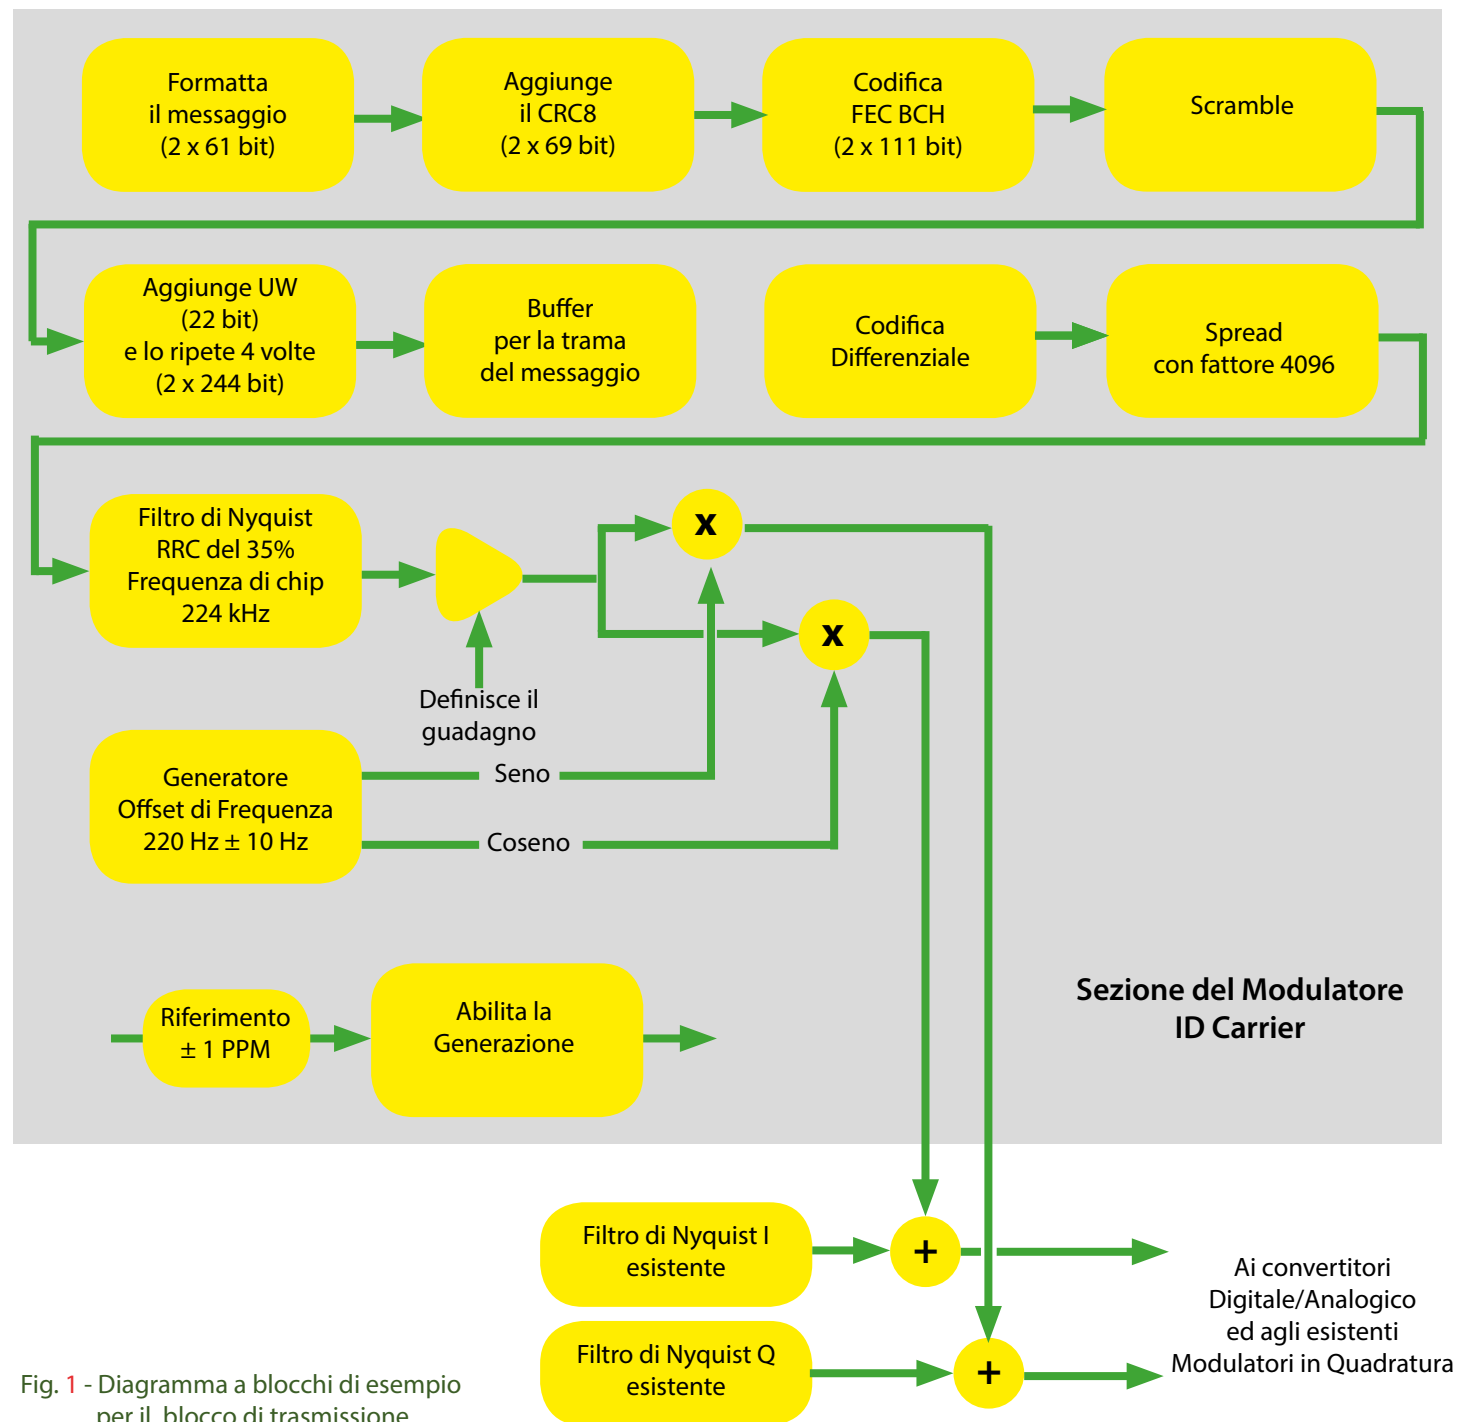 Formatta
il messaggio
(2 x 61 bit)
Aggiunge
il CRC8
(2 x 69 bit)
Codifica
FEC BCH
(2 x 111 bit)
Scramble
Aggiunge UW
(22 bit)
e lo ripete 4 volte
(2 x 244 bit)
Buffer
per la trama
del messaggio
Codifica
Differenziale
Spread
con fattore 4096
Filtro di Nyquist
RRC del 35%
Frequenza di chip
224 kHz
x
x
Definisce il
guadagno
Generatore
Offset di Frequenza
220 Hz ± 10 Hz
Seno
Coseno
Riferimento
± 1 PPM
Abilita la
Generazione
Sezione del Modulatore
ID Carrier
Filtro di Nyquist I
esistente
+
Filtro di Nyquist Q
esistente
+
Ai convertitori
Digitale/Analogico
ed agli esistenti
Modulatori in Quadratura
Fig. 1 - Diagramma a blocchi di esempio
per il blocco di trasmissione